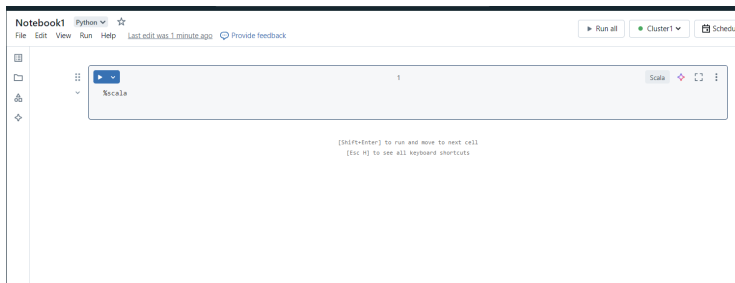 Notebook1 Python
File Edit View Run Help Last edit was 1 minute ago Provide feedback
Run all Cluster1 Schedu
1 Scala
%scala
[Shift+Enter] to run and move to next cell
[Esc H] to see all keyboard shortcuts